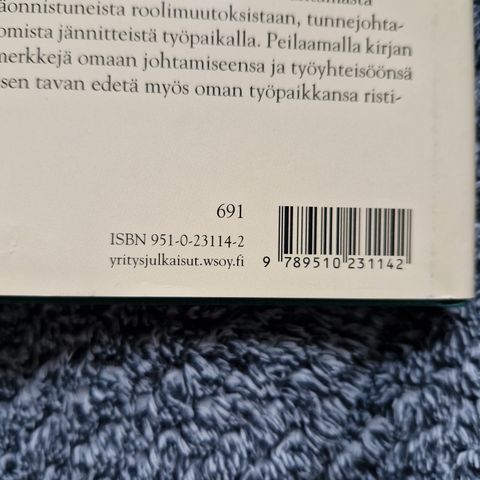 äonnistuneista roolimuutoksistaan, tunnejohta-
omista jännitteistä työpaikalla. Peilaamalla kirjan
merkkejä omaan johtamiseensa ja työyhteisöönsä
sen tavan edetä myös oman työpaikkansa risti-
691
ISBN 951-0-23114-2
yritysjulkaisut.wsoy.fi
9 789510 231142